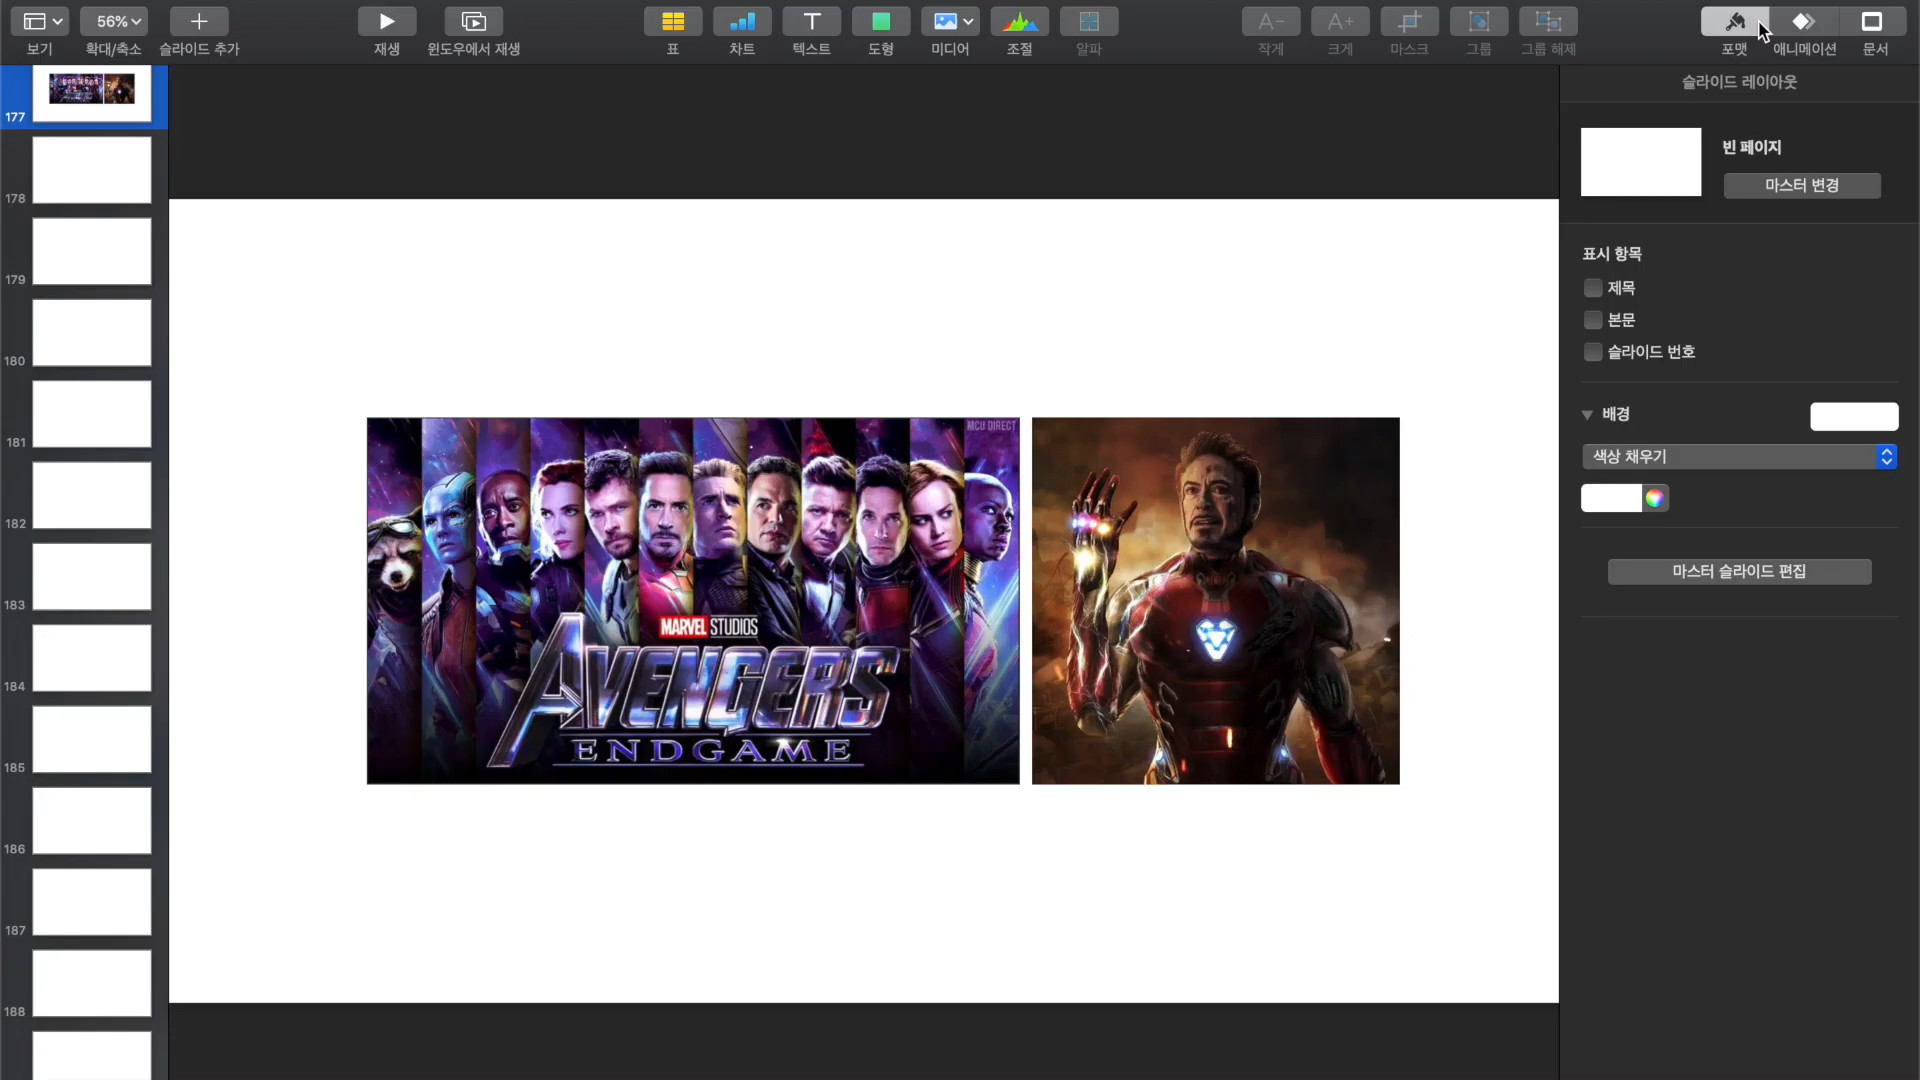 56%
보기
확대/축소
슬라이드 추가
재생
윈도우에서 재생
표
차트
텍스트
도형
미디어
조절
알파
작게
크게
마스크
그룹
그룹 해제
포맷
애니메이션
문서
177
178
179
180
181
182
183
184
185
186
187
188
MCU DIRECT
MARVEL STUDIOS
AVENGERS
ENDGAME
슬라이드 레이아웃
빈 페이지
마스터 변경
표시 항목
제목
본문
슬라이드 번호
배경
색상 채우기
마스터 슬라이드 편집